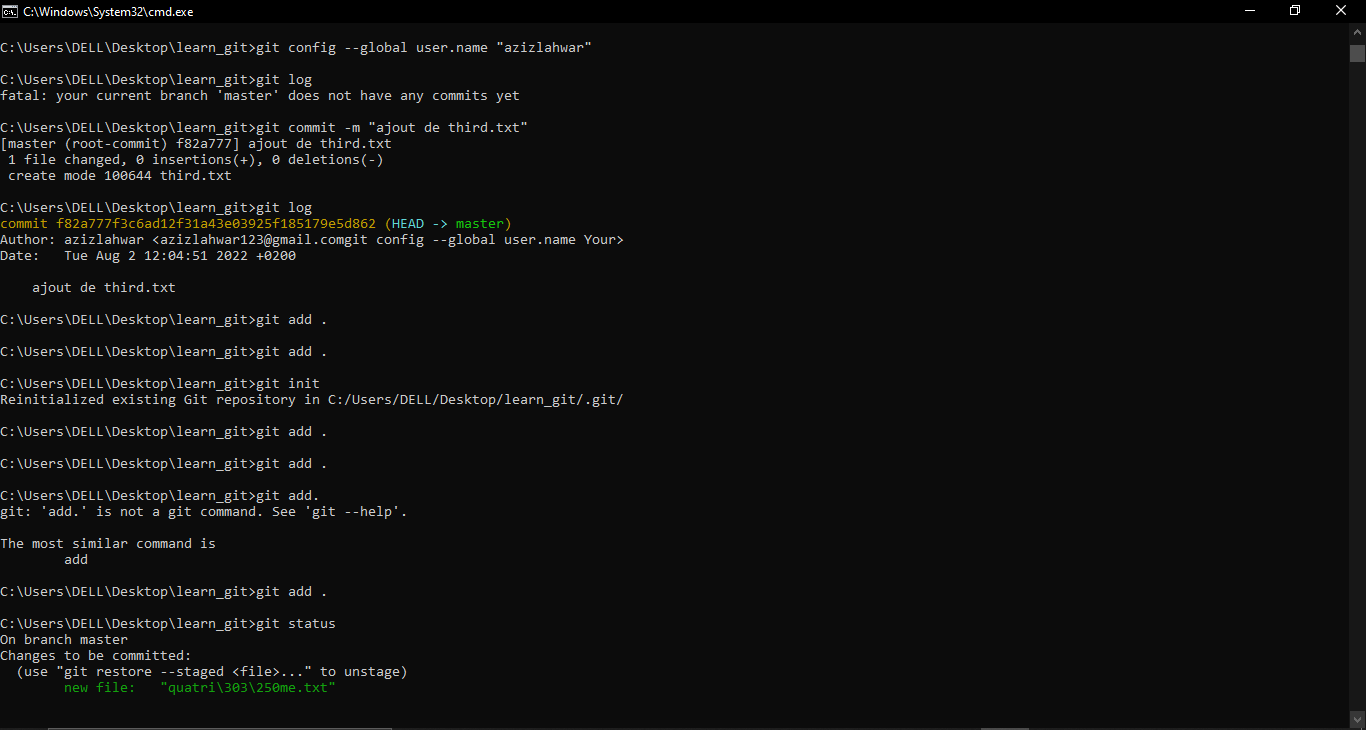 C:\Windows\System32\cmd.exe
C:\Users\DELL\Desktop\learn_git>git config --global user.name "azizlahwar"
C:\Users\DELL\Desktop\learn_git>git log
fatal: your current branch 'master' does not have any commits yet
C:\Users\DELL\Desktop\learn_git>git commit -m "ajout de third.txt"
[master (root-commit) f82a777] ajout de third.txt
 1 file changed, 0 insertions(+), 0 deletions(-)
 create mode 100644 third.txt
C:\Users\DELL\Desktop\learn_git>git log
commit f82a777f3c6ad12f31a43e03925f185179e5d862 (HEAD -> master)
Author: azizlahwar <azizlahwar123@gmail.comgit config --global user.name Your>
Date:   Tue Aug 2 12:04:51 2022 +0200
    ajout de third.txt
C:\Users\DELL\Desktop\learn_git>git add .
C:\Users\DELL\Desktop\learn_git>git add .
C:\Users\DELL\Desktop\learn_git>git init
Reinitialized existing Git repository in C:/Users/DELL/Desktop/learn_git/.git/
C:\Users\DELL\Desktop\learn_git>git add .
C:\Users\DELL\Desktop\learn_git>git add .
C:\Users\DELL\Desktop\learn_git>git add.
git: 'add.' is not a git command. See 'git --help'.
The most similar command is
        add
C:\Users\DELL\Desktop\learn_git>git add .
C:\Users\DELL\Desktop\learn_git>git status
On branch master
Changes to be committed:
  (use "git restore --staged <file>..." to unstage)
        new file:   "quatri\303\250me.txt"